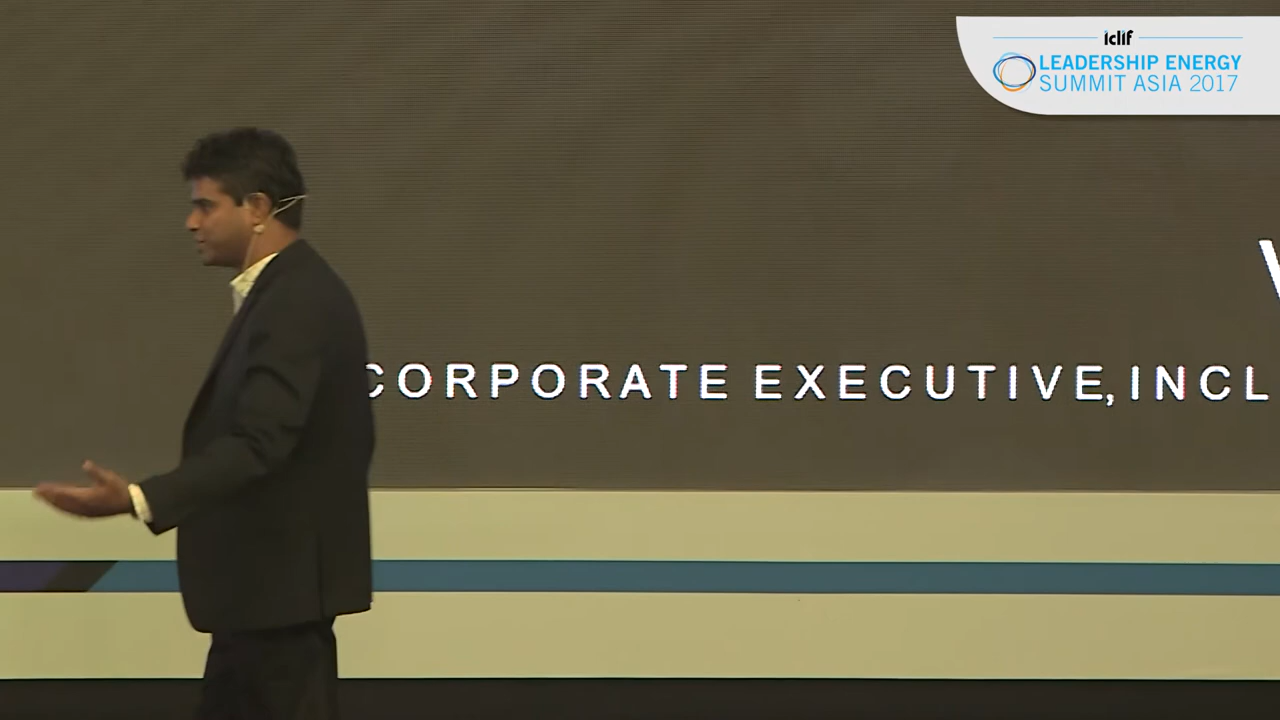 iclif
LEADERSHIP ENERGY
SUMMIT ASIA 2017
CORPORATE EXECUTIVE, INCL